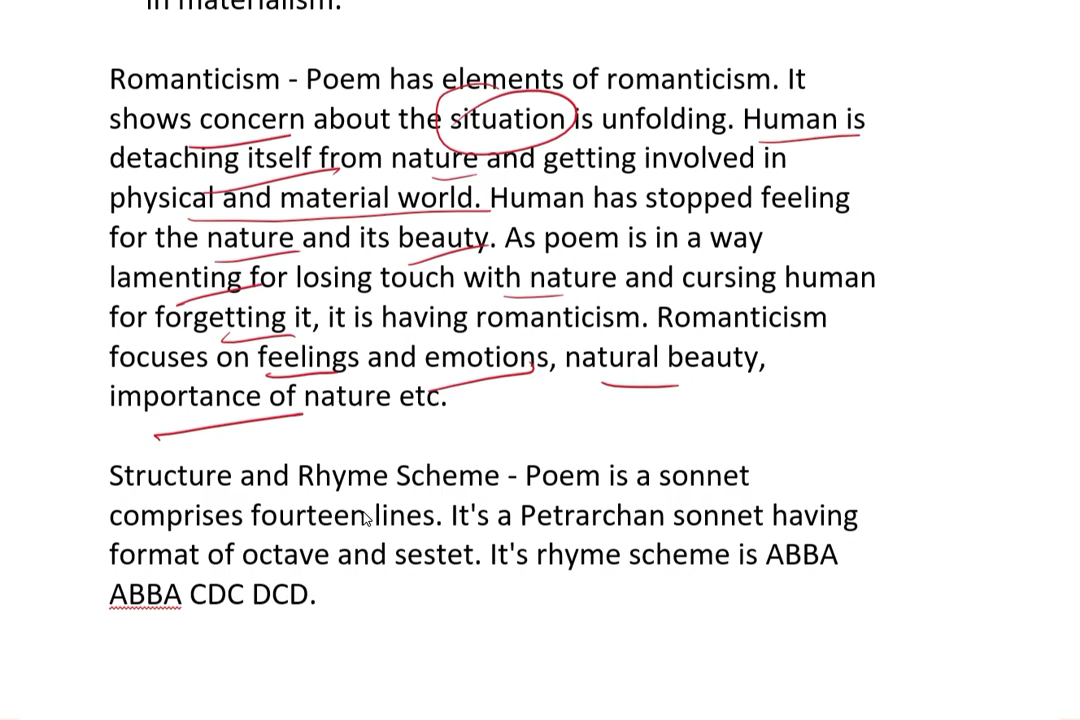 in materialism.
Romanticism - Poem has elements of romanticism. It
shows concern about the situation is unfolding. Human is
detaching itself from nature and getting involved in
physical and material world. Human has stopped feeling
for the nature and its beauty. As poem is in a way
lamenting for losing touch with nature and cursing human
for forgetting it, it is having romanticism. Romanticism
focuses on feelings and emotions, natural beauty,
importance of nature etc.
Structure and Rhyme Scheme - Poem is a sonnet
comprises fourteen lines. It's a Petrarchan sonnet having
format of octave and sestet. It's rhyme scheme is ABBA
ABBA CDC DCD.